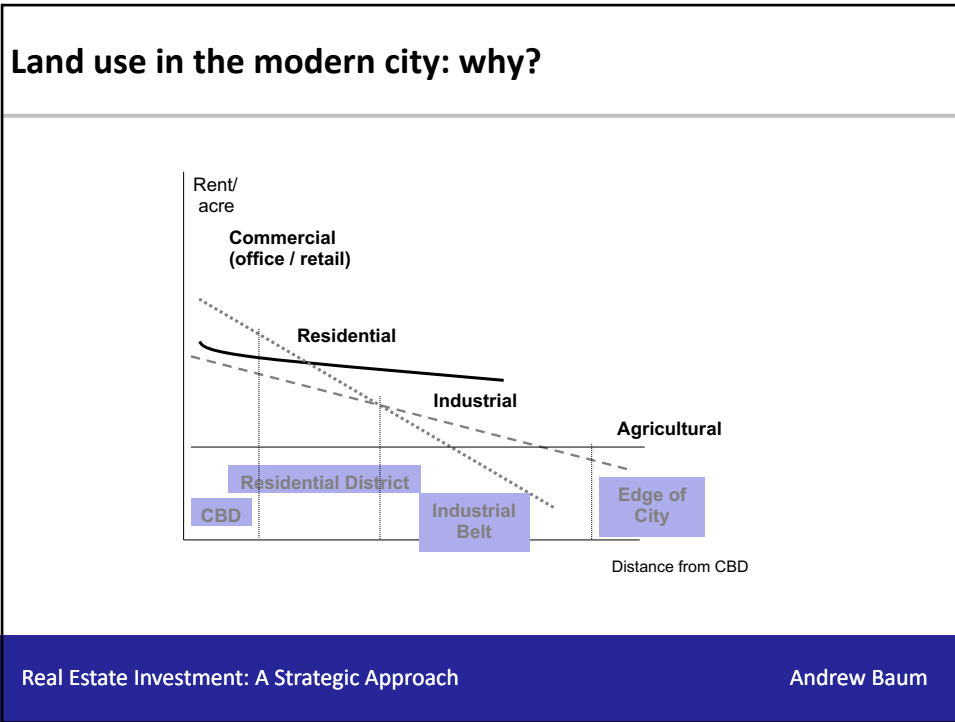 Land use in the modern city: why?
Rent/
acre
Commercial
(office / retail)
Residential
Industrial
Agricultural
Residential District
CBD
Industrial
Belt
Edge of
City
Distance from CBD
Real Estate Investment: A Strategic Approach
Andrew Baum